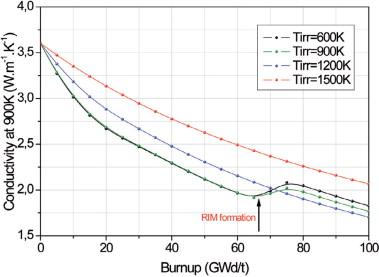 4,0
3,5
3,0
2,5
2,0
1,5
Conductivity at 900K (W.m-1.K-1)
Tirr=600K
Tirr=900K
Tirr=1200K
Tirr=1500K
RIM formation
0 20 40 60 80 100
Burnup (GWd/t)